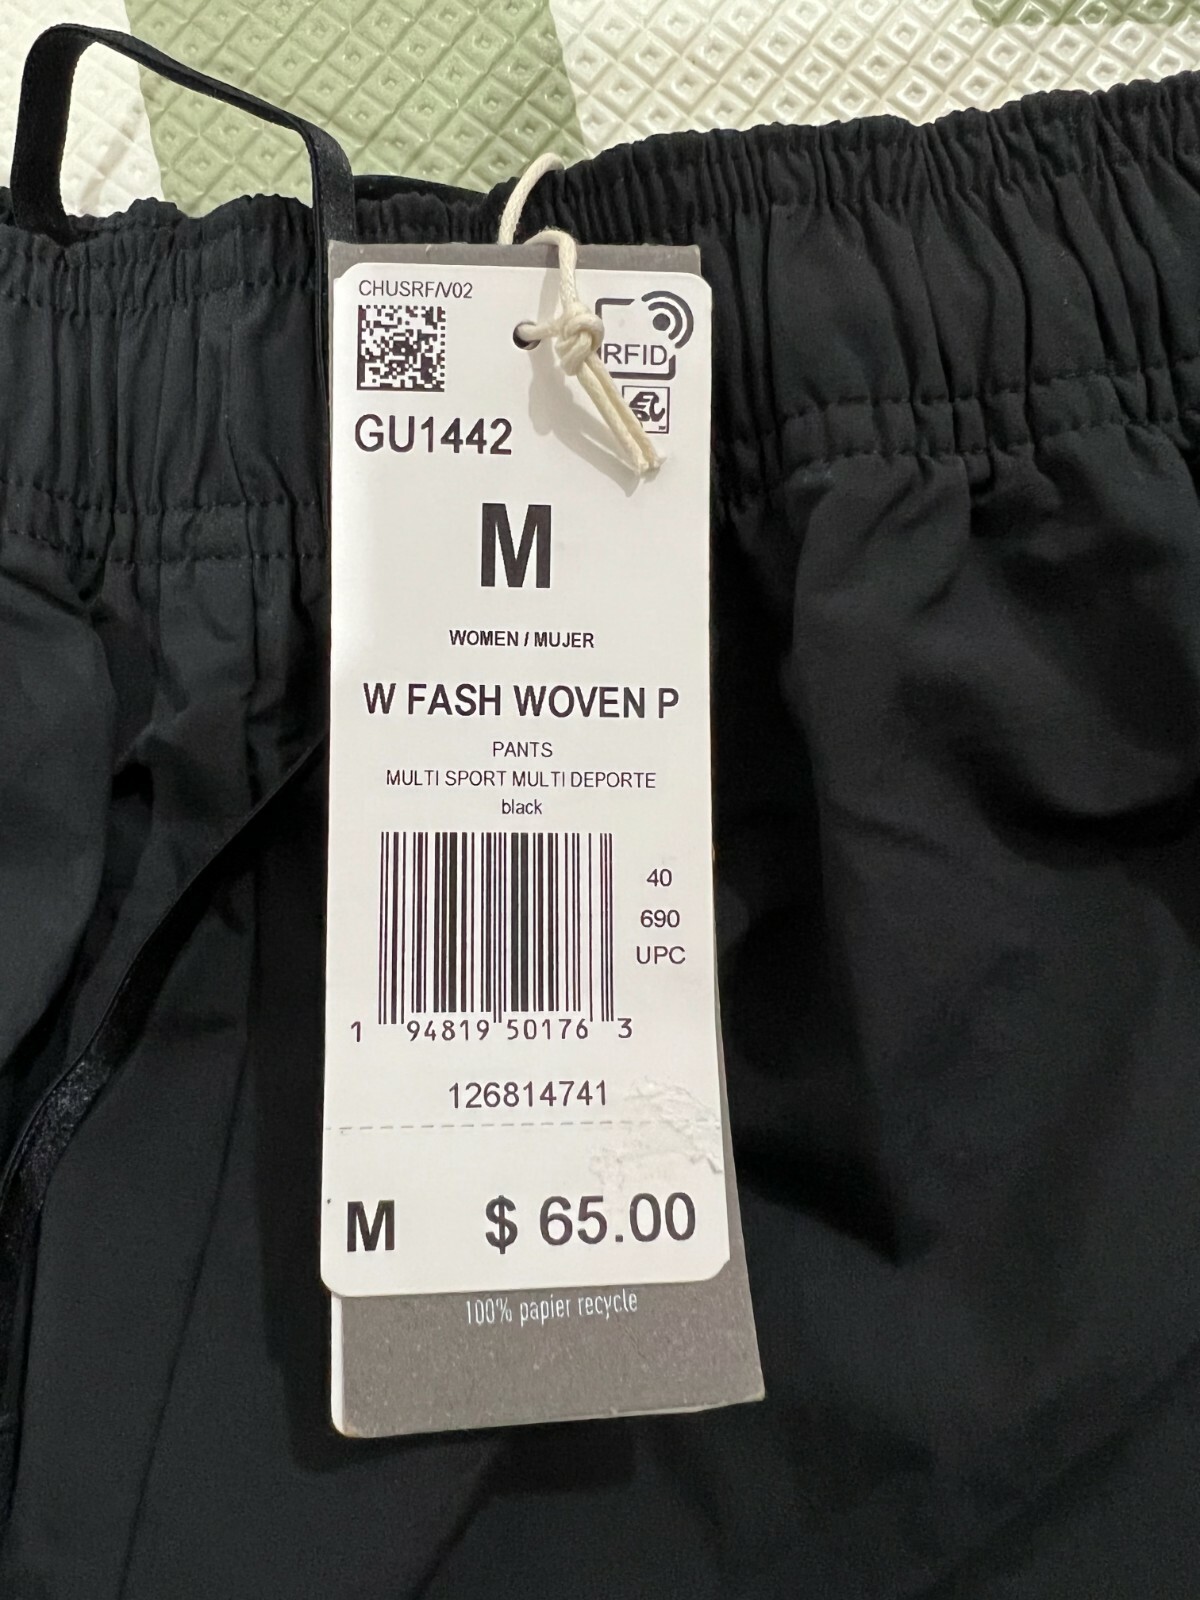 CHUSRF/V02
RFID
GU1442
M
WOMEN / MUJER
W FASH WOVEN P
PANTS
MULTI SPORT MULTI DEPORTE
black
40
690
UPC
1 94819 50176 3
126814741
M $ 65.00
100% papier recycle